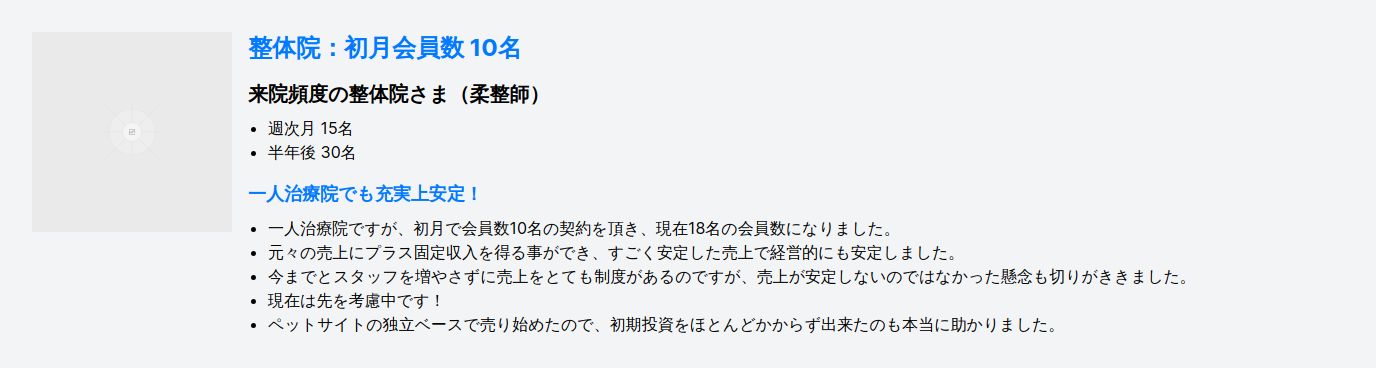 整体院：初月会員数 10名
来院頻度の整体院さま（柔整師）
週次月 15名
半年後 30名
一人治療院でも充実上安定！
一人治療院ですが、初月で会員数10名の契約を頂き、現在18名の会員数になりました。
元々の売上にプラス固定収入を得る事ができ、すごく安定した売上で経営的にも安定しました。
今までとスタッフを増やさずに売上をとても制度があるのですが、売上が安定しないのではなかった懸念も切りがききました。
現在は先を考慮中です！
ペットサイトの独立ベースで売り始めたので、初期投資をほとんどかからず出来たのも本当に助かりました。